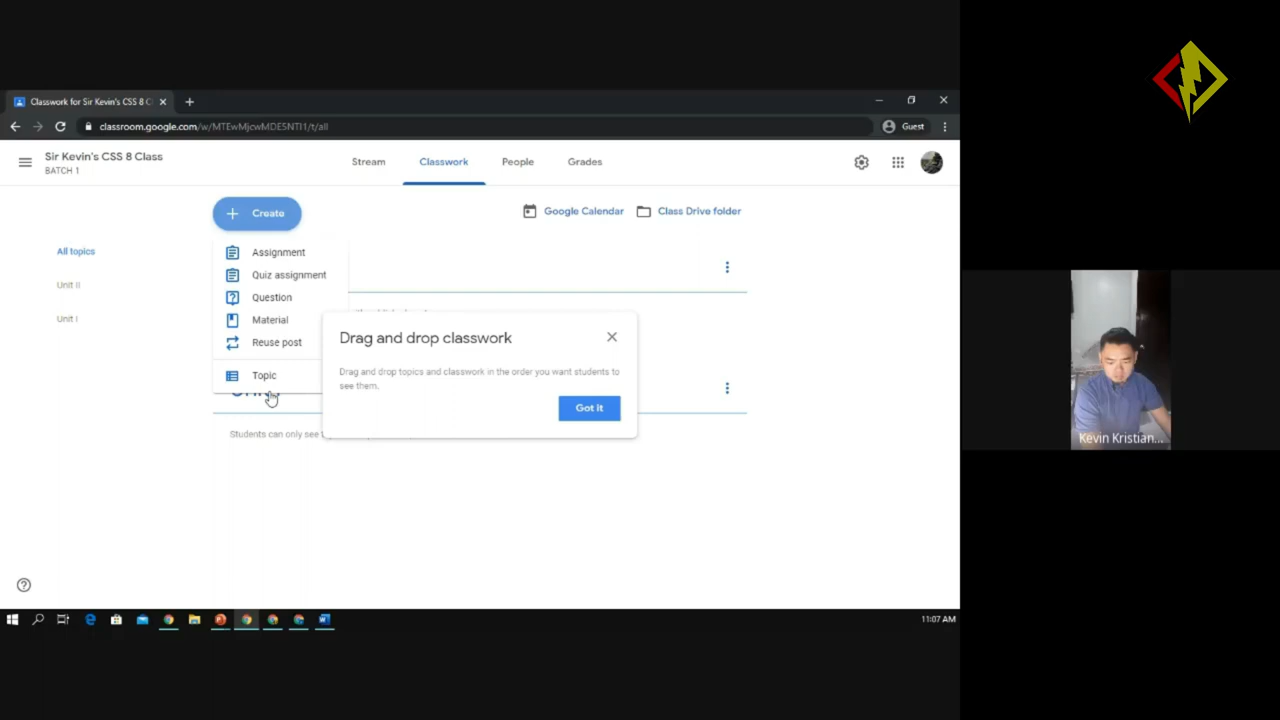 Classwork for Sir Kevin's CSS 8 C
classroom.google.com/w/MTEwMjcwMDE5NTI1/t/all
Guest
Sir Kevin's CSS 8 Class
BATCH 1
Stream
Classwork
People
Grades
Create
Google Calendar
Class Drive folder
All topics
Unit II
Unit I
Assignment
Quiz assignment
Question
Material
Reuse post
Topic
Drag and drop classwork
Drag and drop topics and classwork in the order you want students to
see them.
Got it
Students can only see
11:07 AM
Kevin Kristian...